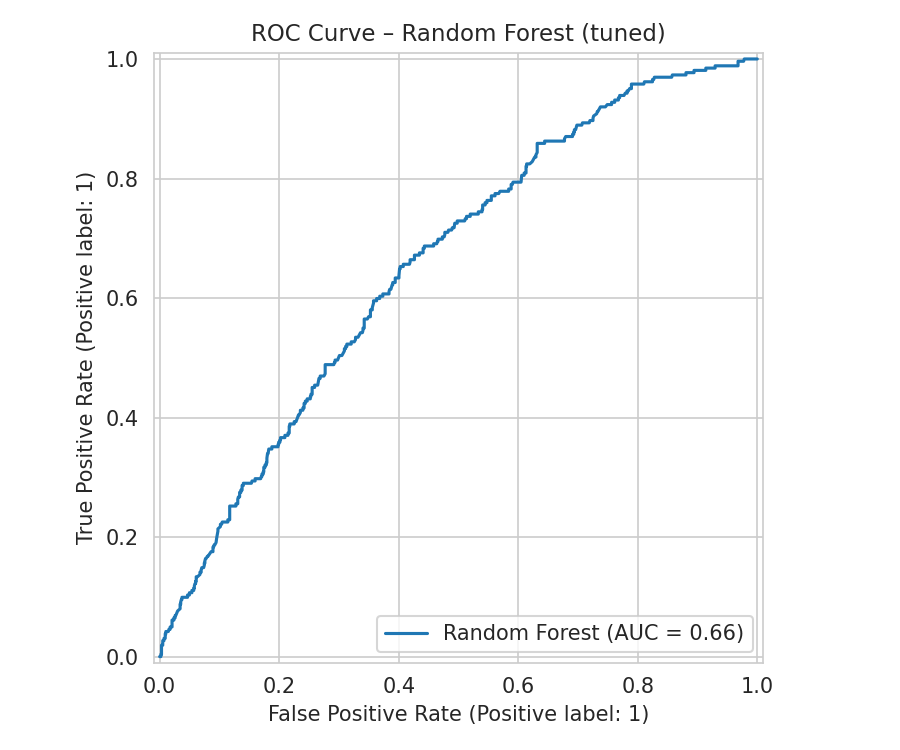 ROC Curve – Random Forest (tuned)
True Positive Rate (Positive label: 1)
1.0
0.8
0.6
0.4
0.2
0.0
Random Forest (AUC = 0.66)
0.0 0.2 0.4 0.6 0.8 1.0
False Positive Rate (Positive label: 1)